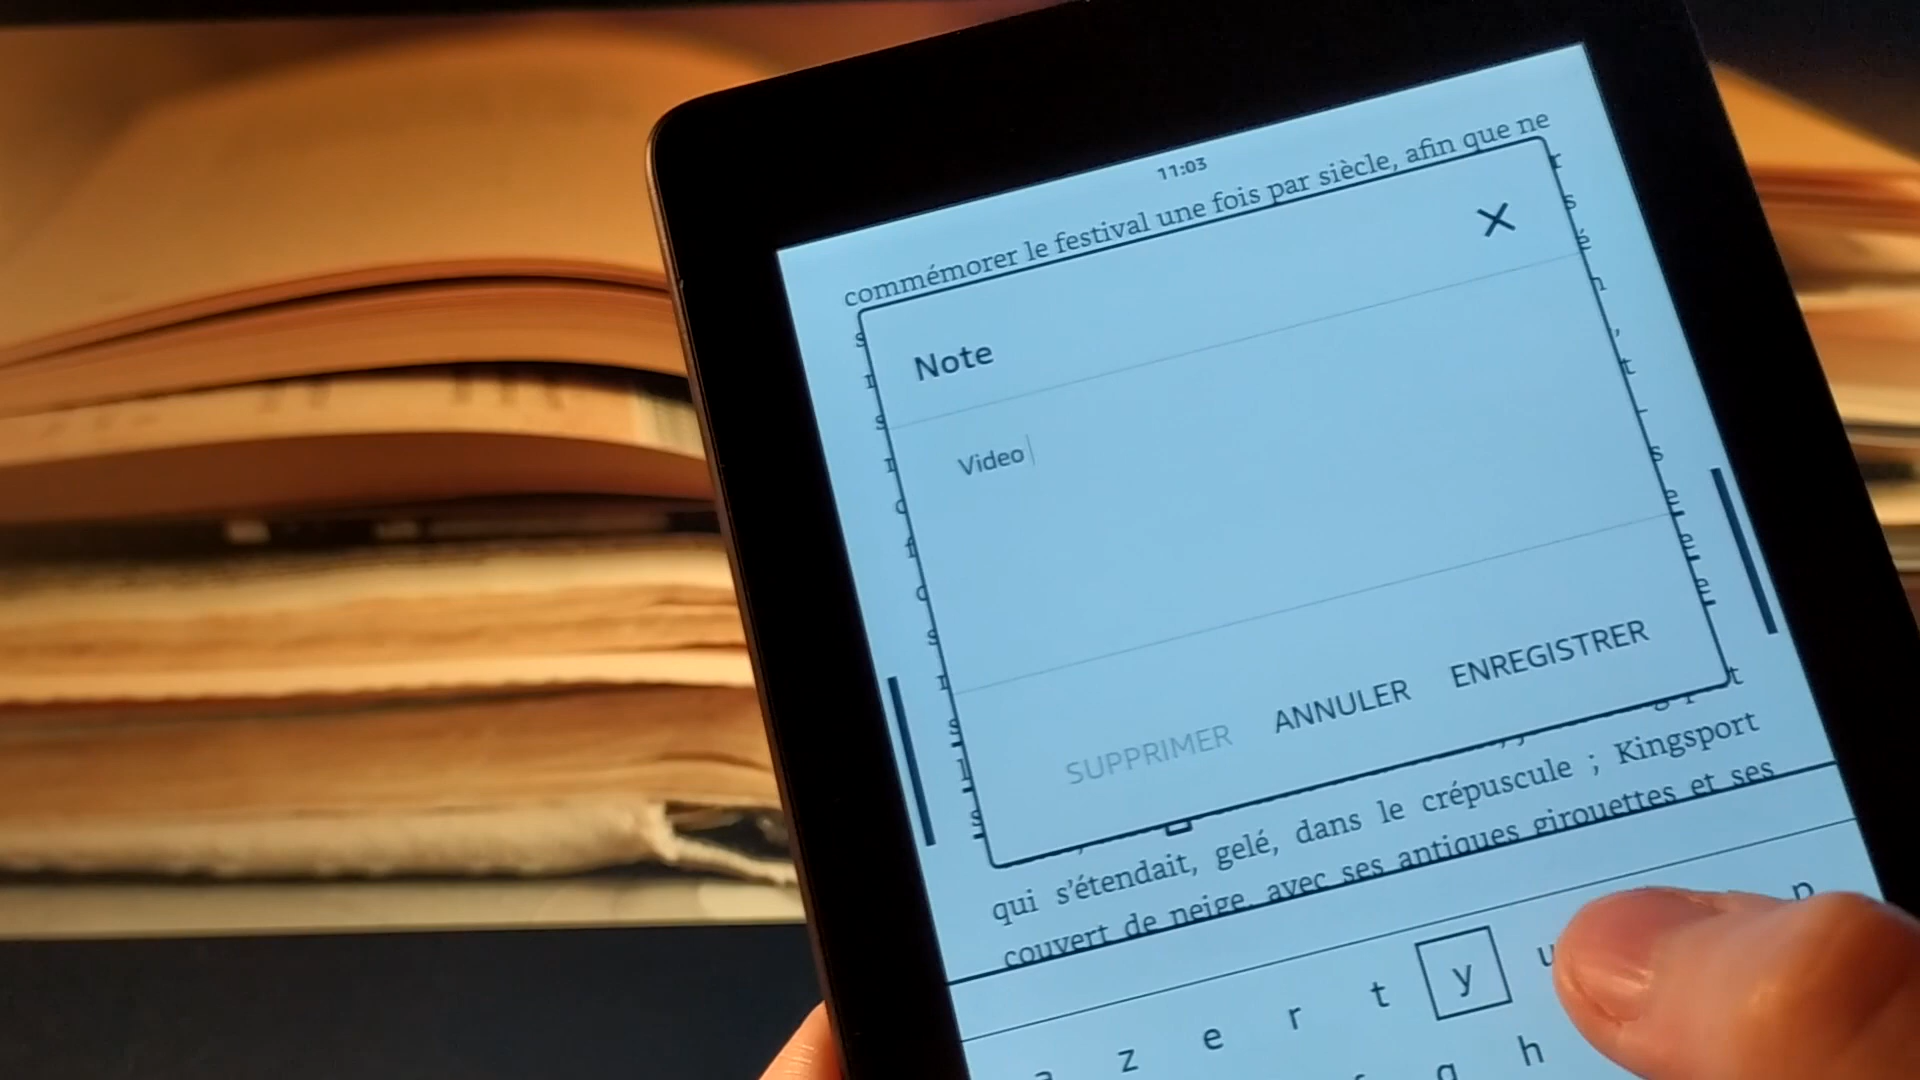 11:03
commémorer le festival une fois par siècle, afin que ne
Note
Video
SUPPRIMER ANNULER ENREGISTRER
qui s'étendait, gelé, dans le crépuscule ; Kingsport
couvert de neige, avec ses antiques girouettes et ses
a z e r t y u p
g h